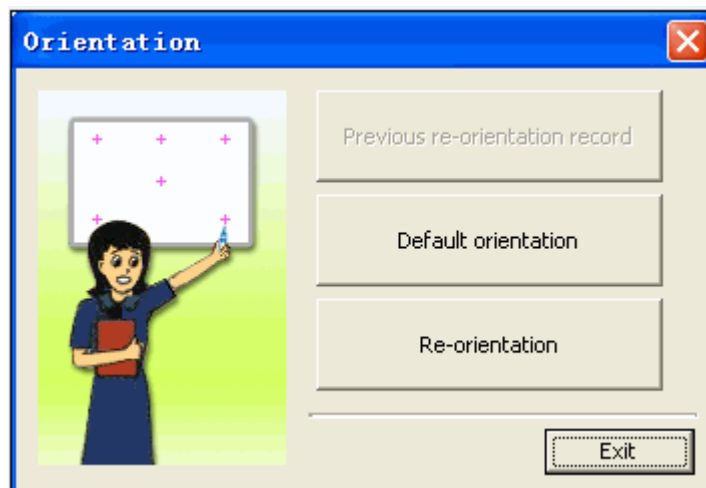 Orientation
Previous re-orientation record
Default orientation
Re-orientation
Exit